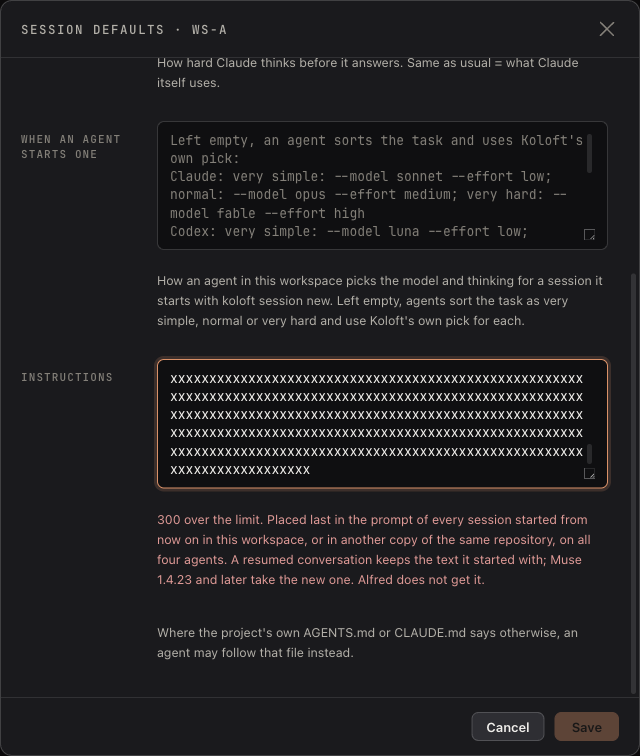 SESSION DEFAULTS · WS-A
How hard Claude thinks before it answers. Same as usual = what Claude
itself uses.
WHEN AN AGENT
STARTS ONE
Left empty, an agent sorts the task and uses Koloft's
own pick:
Claude: very simple: --model sonnet --effort low;
normal: --model opus --effort medium; very hard: --
model fable --effort high
Codex: very simple: --model luna --effort low;
How an agent in this workspace picks the model and thinking for a session it
starts with koloft session new. Left empty, agents sort the task as very
simple, normal or very hard and use Koloft's own pick for each.
INSTRUCTIONS
xxxxxxxxxxxxxxxxxxxxxxxxxxxxxxxxxxxxxxxxxxxxxxxxxxxxx
xxxxxxxxxxxxxxxxxxxxxxxxxxxxxxxxxxxxxxxxxxxxxxxxxxxxx
xxxxxxxxxxxxxxxxxxxxxxxxxxxxxxxxxxxxxxxxxxxxxxxxxxxxx
xxxxxxxxxxxxxxxxxxxxxxxxxxxxxxxxxxxxxxxxxxxxxxxxxxxxx
xxxxxxxxxxxxxxxxxxxxxxxxxxxxxxxxxxxxxxxxxxxxxxxxxxxxx
xxxxxxxxxxxxxxxxxx
300 over the limit. Placed last in the prompt of every session started from
now on in this workspace, or in another copy of the same repository, on all
four agents. A resumed conversation keeps the text it started with; Muse
1.4.23 and later take the new one. Alfred does not get it.
Where the project's own AGENTS.md or CLAUDE.md says otherwise, an
agent may follow that file instead.
Cancel
Save